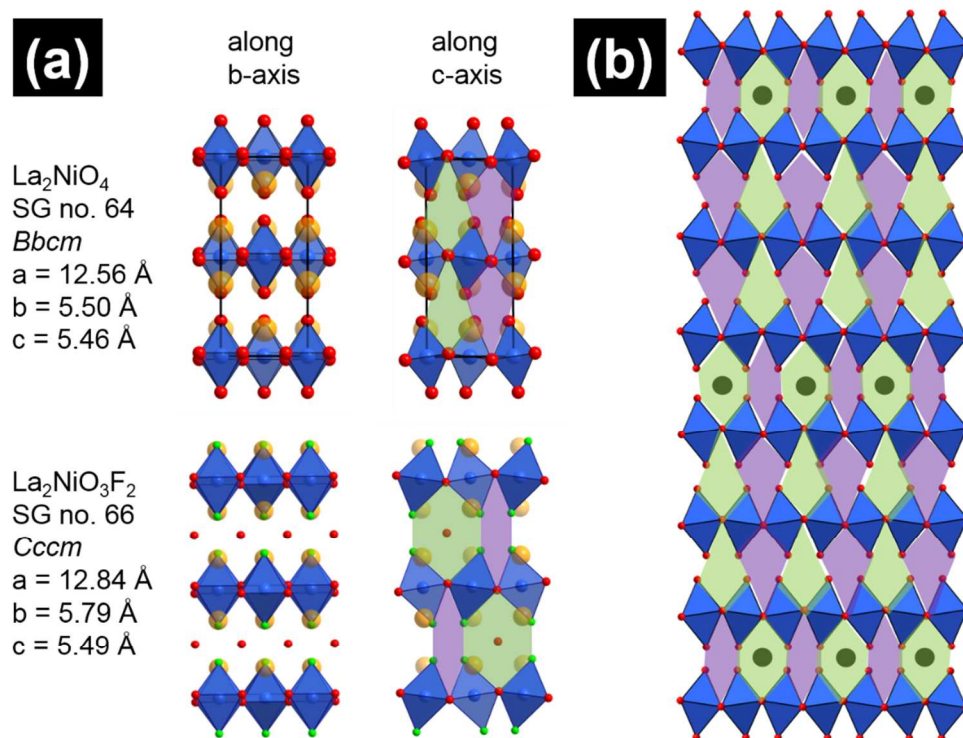 (a)
along
b-axis
along
c-axis
(b)
La₂NiO₄
SG no. 64
Bbcm
a = 12.56 Å
b = 5.50 Å
c = 5.46 Å
La₂NiO₃F₂
SG no. 66
Cccm
a = 12.84 Å
b = 5.79 Å
c = 5.49 Å